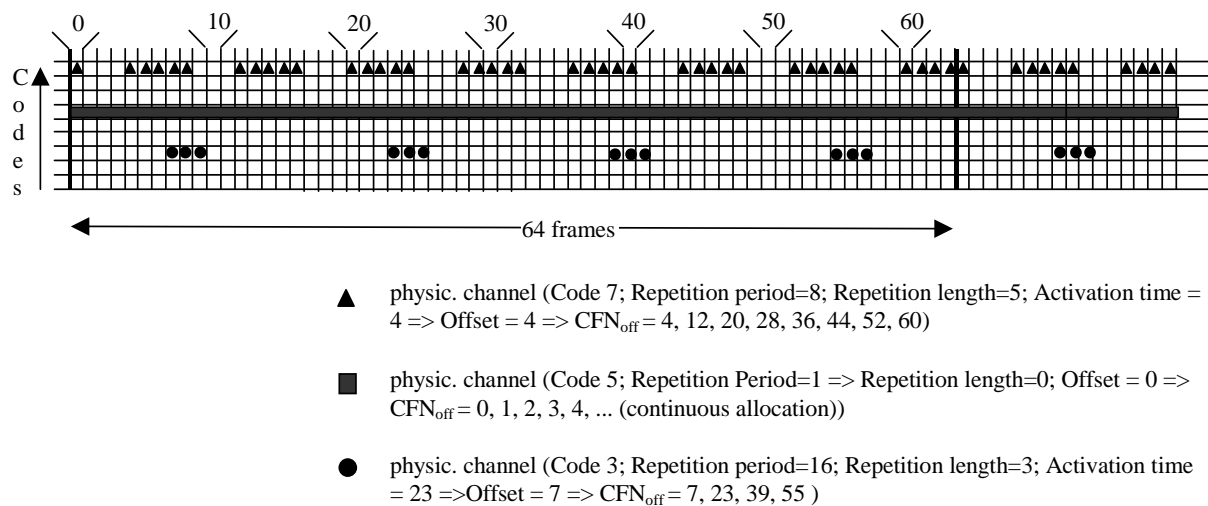 0 10 20 30 40 50 60
C
o
d
e
s
64 frames
physic. channel (Code 7; Repetition period=8; Repetition length=5; Activation time =
4 => Offset = 4 => CFNoff = 4, 12, 20, 28, 36, 44, 52, 60)
physic. channel (Code 5; Repetition Period=1 => Repetition length=0; Offset = 0 =>
CFNoff = 0, 1, 2, 3, 4, ... (continuous allocation))
physic. channel (Code 3; Repetition period=16; Repetition length=3; Activation time
= 23 =>Offset = 7 => CFNoff = 7, 23, 39, 55 )